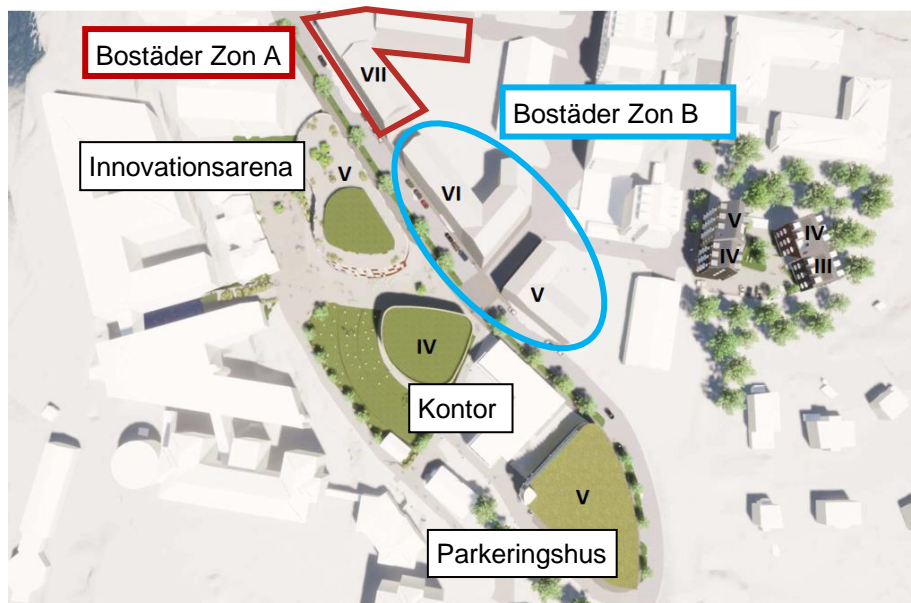 Bostäder Zon A
VII
Bostäder Zon B
Innovationsarena
V
VI
V
IV
IV
III
V
IV
Kontor
V
Parkeringshus